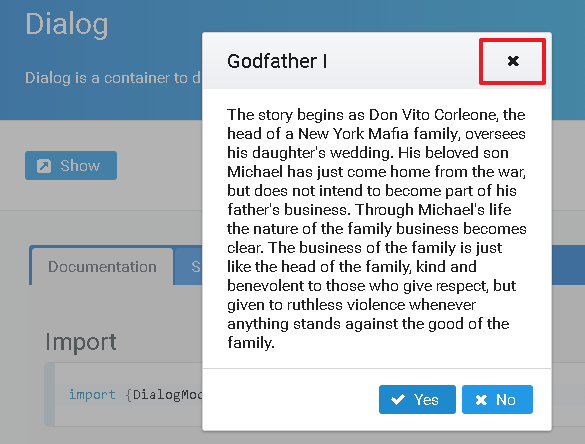 Dialog
Dialog is a container to d
Show
Documentation
S
Import
import {DialogMod
Godfather I
The story begins as Don Vito Corleone, the
head of a New York Mafia family, oversees
his daughter's wedding. His beloved son
Michael has just come home from the war,
but does not intend to become part of his
father's business. Through Michael's life
the nature of the family business becomes
clear. The business of the family is just
like the head of the family, kind and
benevolent to those who give respect, but
given to ruthless violence whenever
anything stands against the good of the
family.
Yes
No